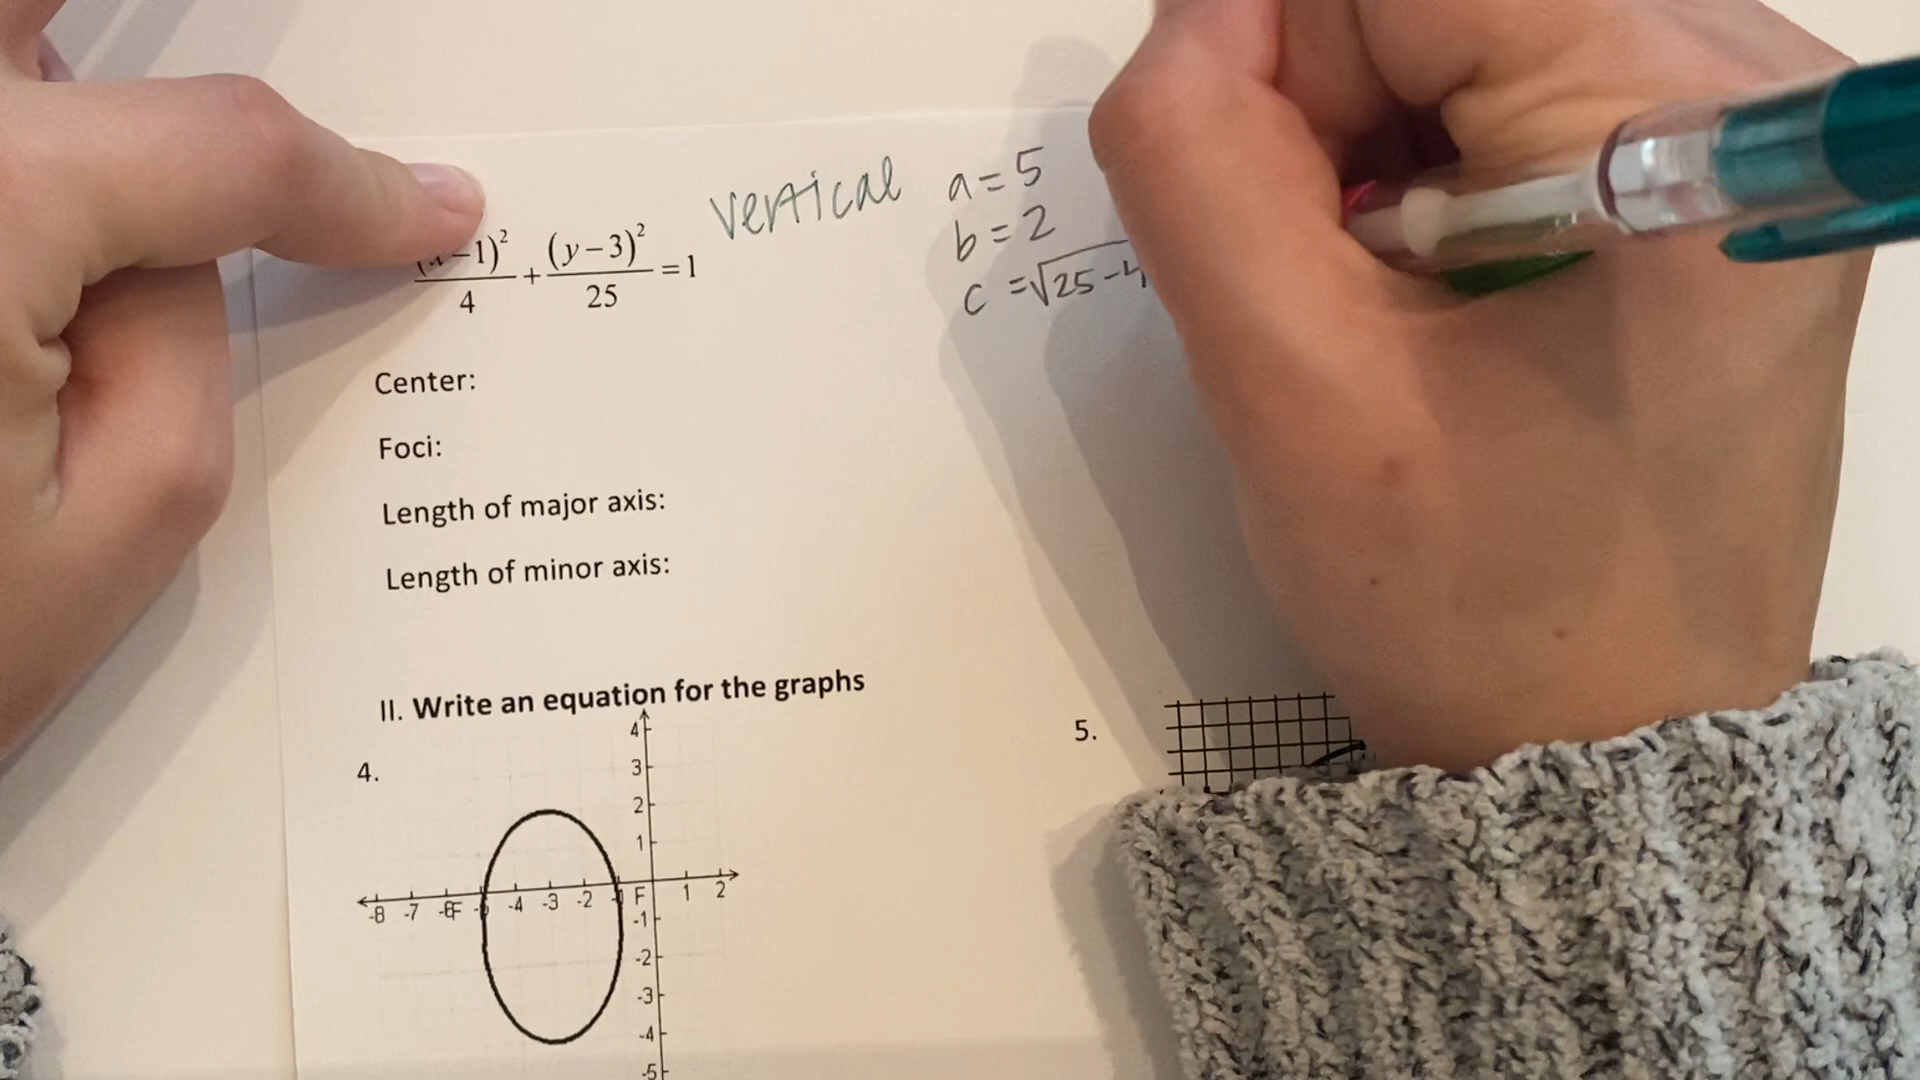 (x-1)² / 4 + (y-3)² / 25 = 1
vertical
a = 5
b = 2
c = √25-4
Center:
Foci:
Length of major axis:
Length of minor axis:
II. Write an equation for the graphs
4.
5.
4
3
2
1
-8 -7 -6 F -4 -3 -2 F 1 2
-1
-2
-3
-4
-5